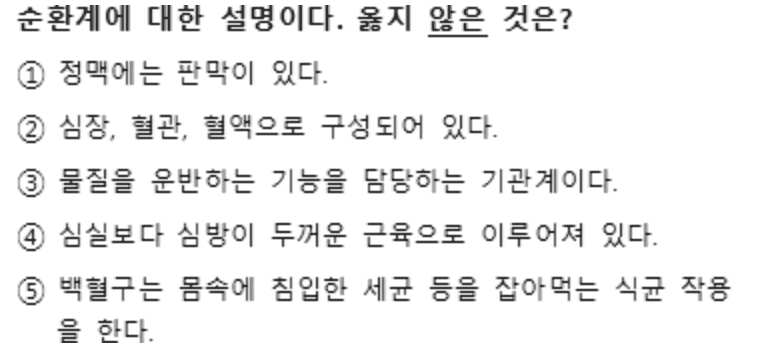 순환계에 대한 설명이다. 옳지 않은 것은?
① 정맥에는 판막이 있다.
② 심장, 혈관, 혈액으로 구성되어 있다.
③ 물질을 운반하는 기능을 담당하는 기관계이다.
④ 심실보다 심방이 두꺼운 근육으로 이루어져 있다.
⑤ 백혈구는 몸속에 침입한 세균 등을 잡아먹는 식균 작용
을 한다.